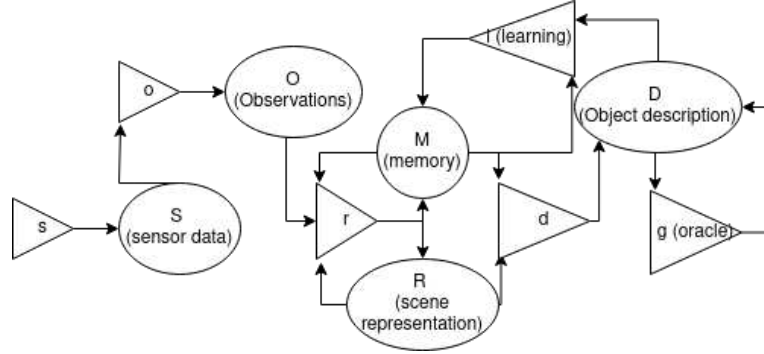 l (learning)
o
O
(Observations)
D
(Object description)
M
(memory)
s
S
(sensor data)
r
d
g (oracle)
R
(scene
representation)